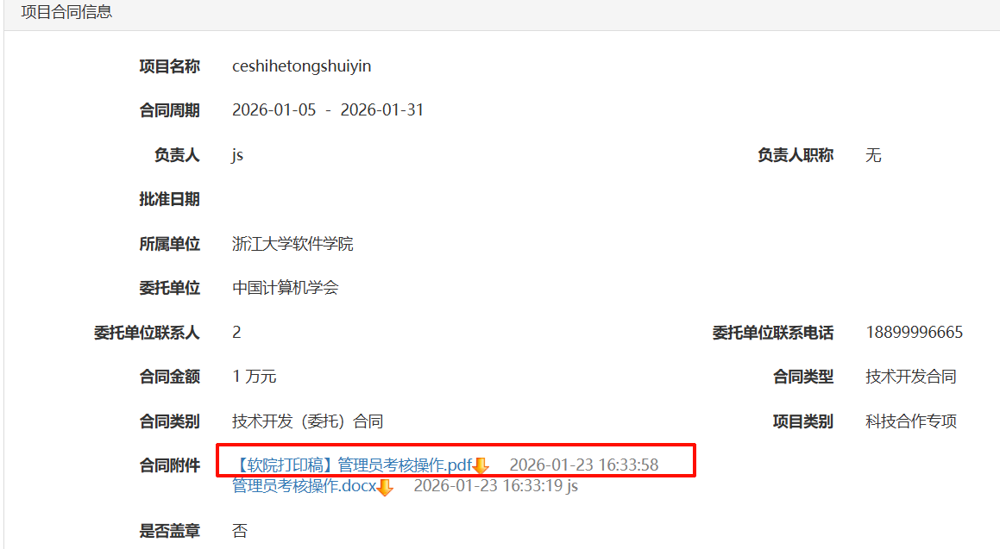 项目合同信息
项目名称 ceshihetongshuiyin
合同周期 2026-01-05 - 2026-01-31
负责人 js 负责人职称 无
批准日期
所属单位 浙江大学软件学院
委托单位 中国计算机学会
委托单位联系人 2 委托单位联系电话 18899996665
合同金额 1 万元 合同类型 技术开发合同
合同类别 技术开发（委托）合同 项目类别 科技合作专项
合同附件 【软院打印稿】管理员考核操作.pdf 2026-01-23 16:33:58
管理员考核操作.docx 2026-01-23 16:33:19 js
是否盖章 否